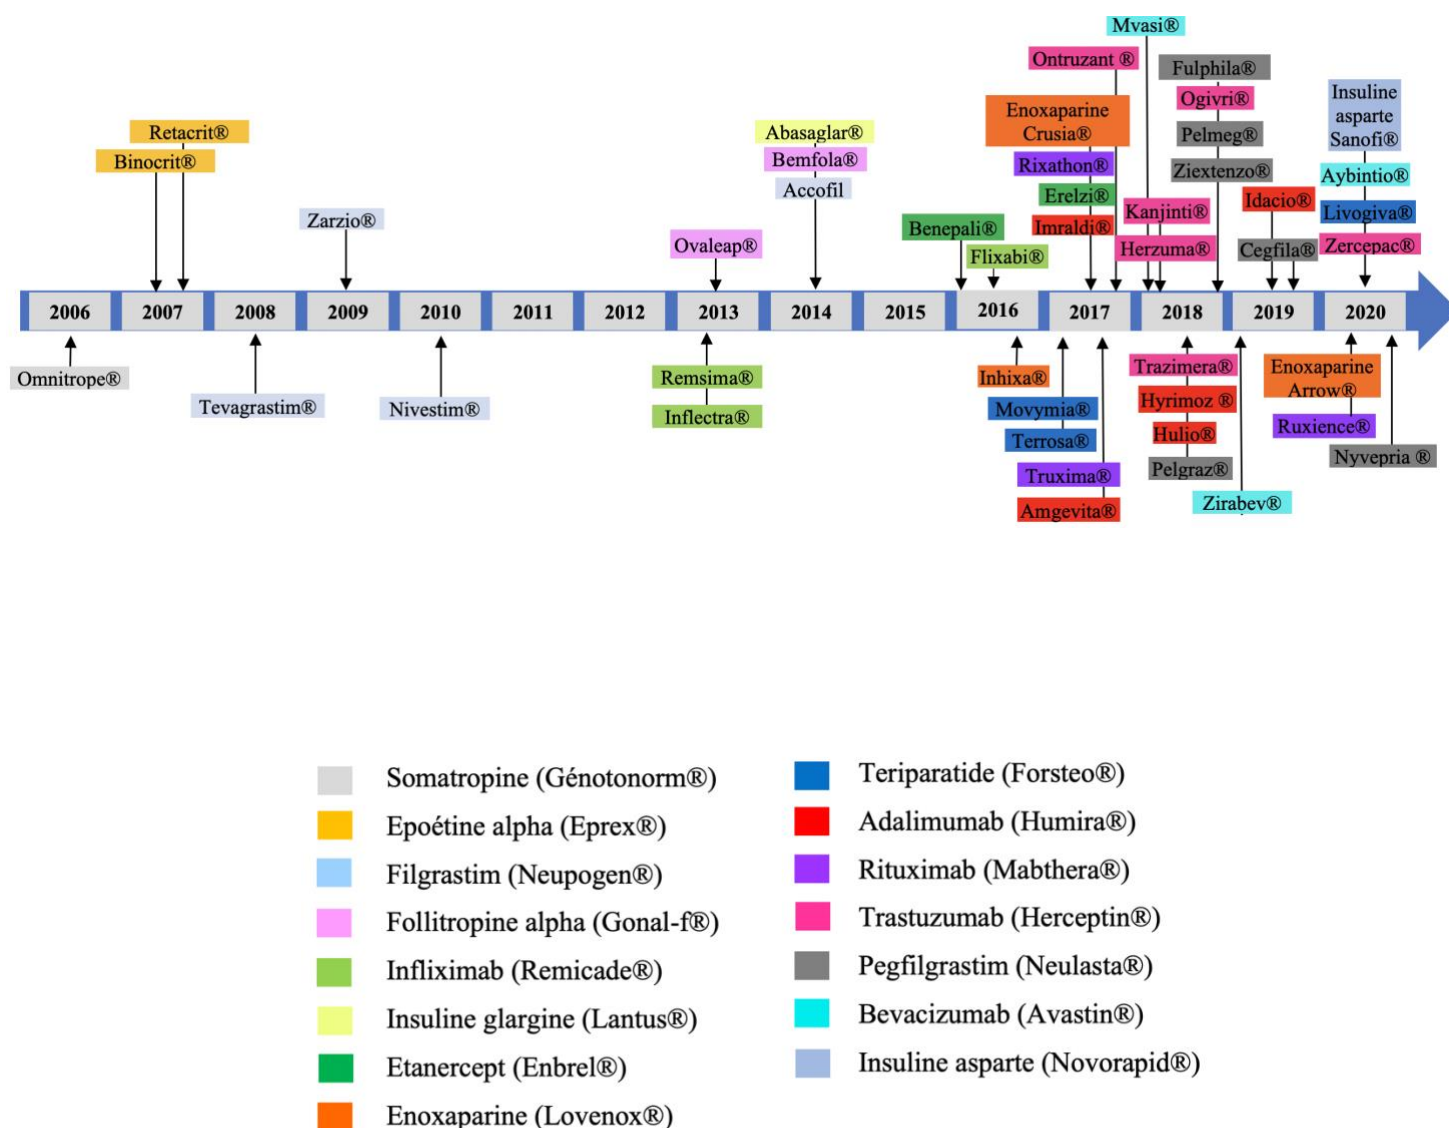 Mvasi®
Ontruzant ®
Fulphila®
Ogivri®
Insuline
asparte
Sanofi®
Enoxaparine
Crusia®
Retacrit®
Abasaglar®
Pelmeg®
Binocrit®
Bemfola®
Rixathon®
Ziextenzo®
Aybintio®
Accofil
Erelzi®
Idacio®
Kanjinti®
Livogiva®
Zarzio®
Benepali®
Imraldi®
Ovaleap®
Flixabi®
Herzuma®
Cegfila®
Zercepac®
2006 2007 2008 2009 2010 2011 2012 2013 2014 2015 2016 2017 2018 2019 2020
Omnitrope®
Tevagrastim®
Nivestim®
Remsima®
Inflectra®
Inhixa®
Movymia®
Terrosa®
Truxima®
Amgevita®
Trazimera®
Hyrimoz ®
Hulio®
Pelgraz®
Zirabev®
Enoxaparine
Arrow®
Ruxience®
Nyvepria ®
Somatropine (Génotonorm®)
Epoétine alpha (Eprex®)
Filgrastim (Neupogen®)
Follitropine alpha (Gonal-f®)
Infliximab (Remicade®)
Insuline glargine (Lantus®)
Etanercept (Enbrel®)
Enoxaparine (Lovenox®)
Teriparatide (Forsteo®)
Adalimumab (Humira®)
Rituximab (Mabthera®)
Trastuzumab (Herceptin®)
Pegfilgrastim (Neulasta®)
Bevacizumab (Avastin®)
Insuline asparte (Novorapid®)